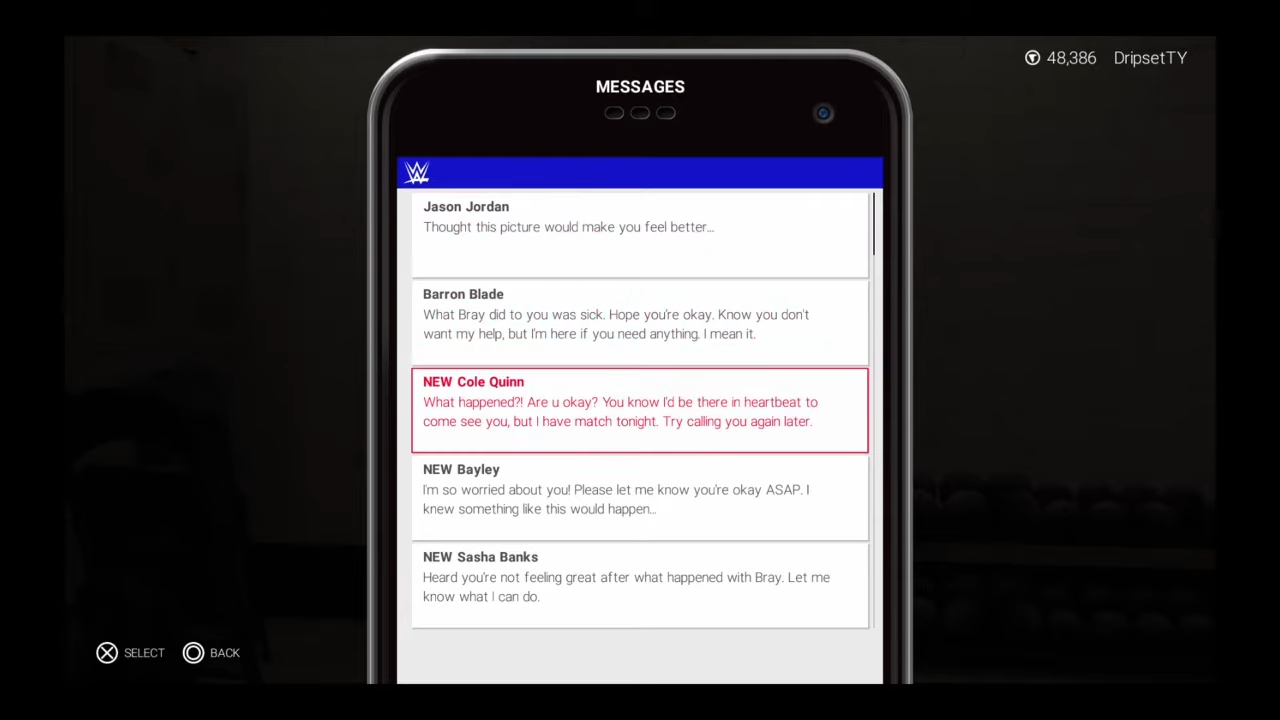 48,386 DripsetTY
MESSAGES
W
Jason Jordan
Thought this picture would make you feel better...
Barron Blade
What Bray did to you was sick. Hope you're okay. Know you don't
want my help, but I'm here if you need anything. I mean it.
NEW Cole Quinn
What happened?! Are u okay? You know I'd be there in heartbeat to
come see you, but I have match tonight. Try calling you again later.
NEW Bayley
I'm so worried about you! Please let me know you're okay ASAP. I
knew something like this would happen...
NEW Sasha Banks
Heard you're not feeling great after what happened with Bray. Let me
know what I can do.
SELECT BACK